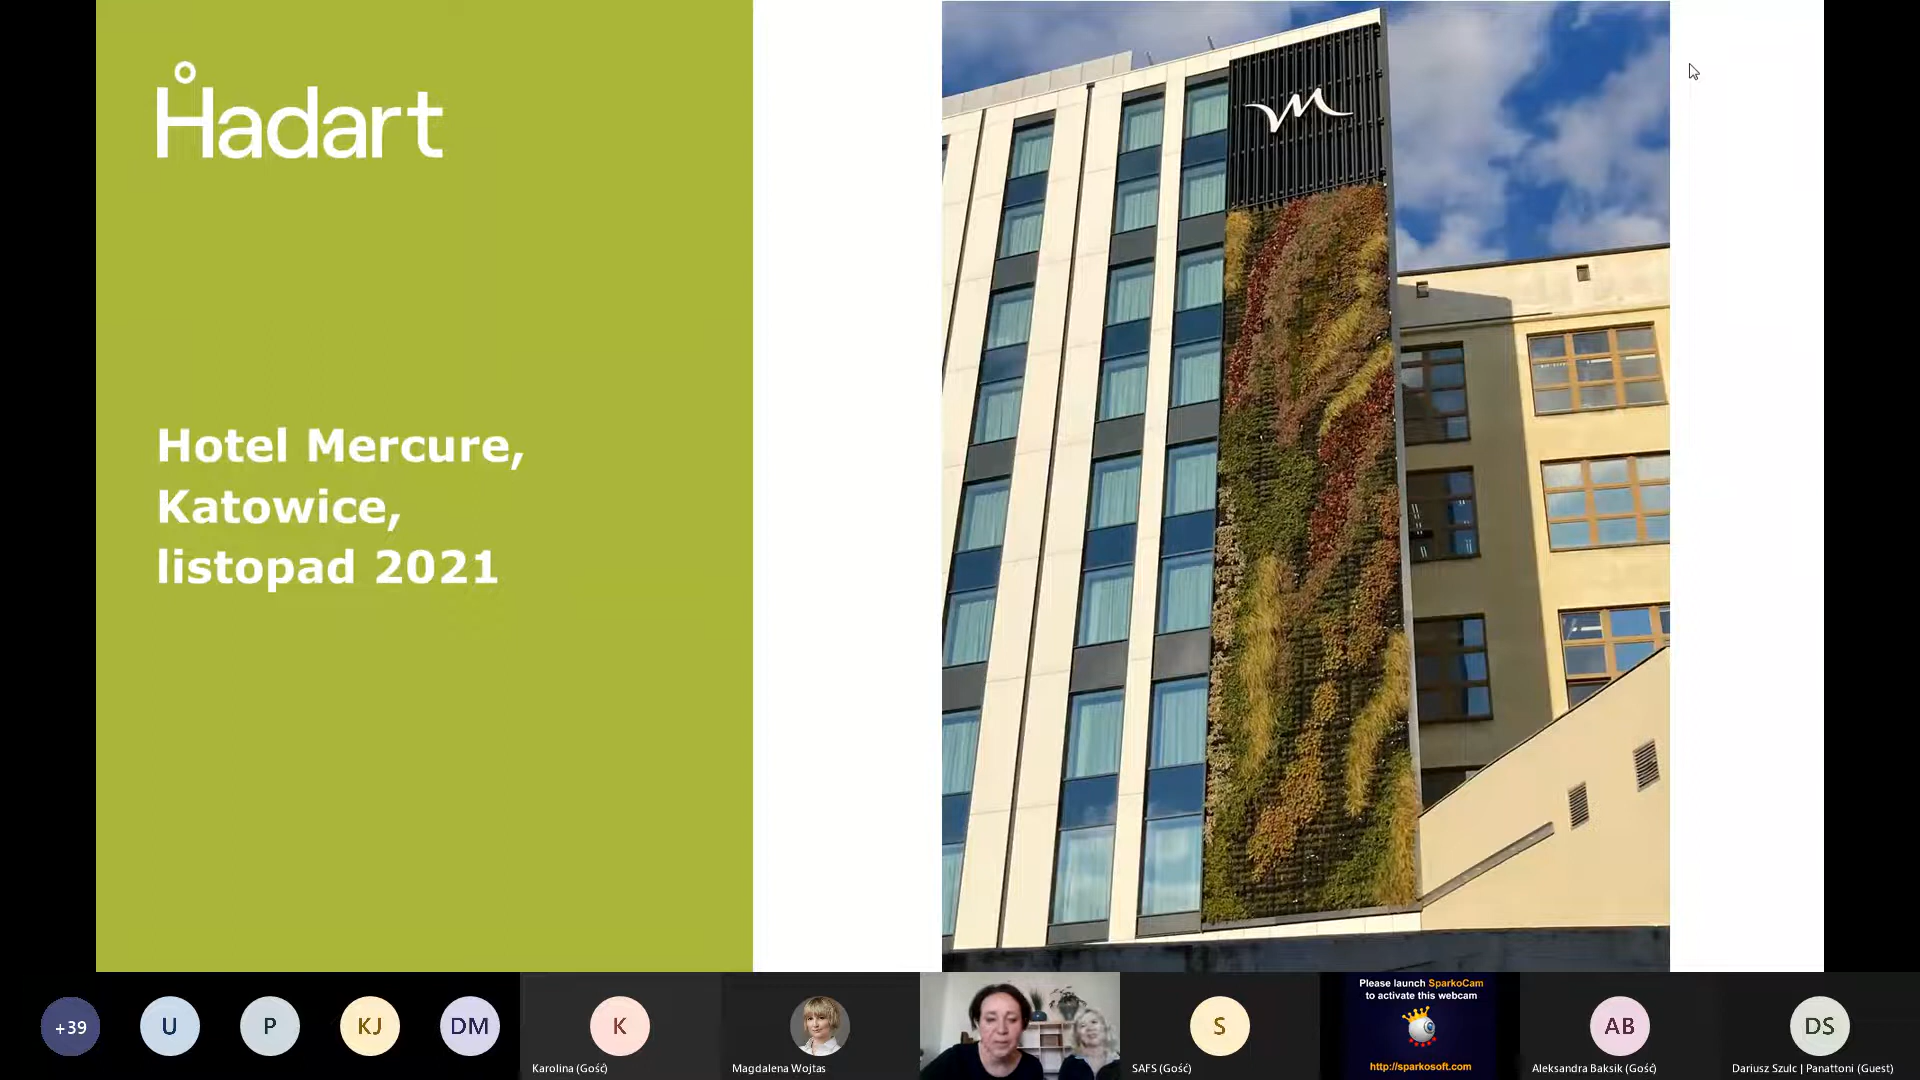 Hadart
Hotel Mercure,
Katowice,
listopad 2021
+39
U
P
KJ
DM
K
Karolina (Gość)
Magdalena Wojtas
S
SAFS (Gość)
Please launch SparkoCam
to activate this webcam
http://sparkosoft.com
AB
Aleksandra Baksik (Gość)
DS
Dariusz Szulc | Panattoni (Guest)